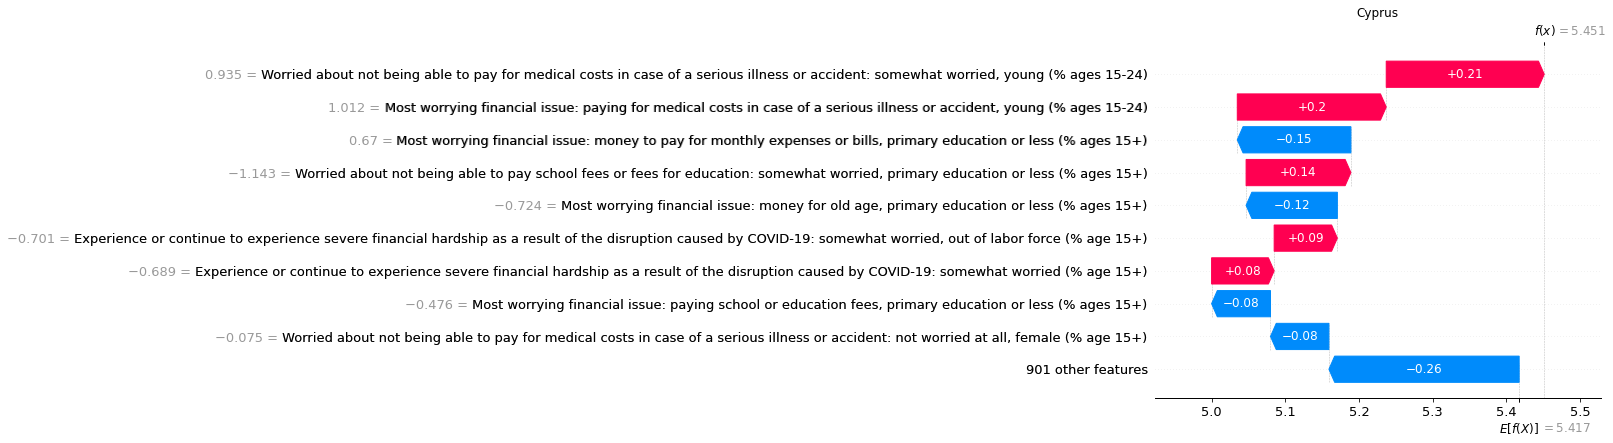 Cyprus
f(x) = 5.451
0.935 = Worried about not being able to pay for medical costs in case of a serious illness or accident: somewhat worried, young (% ages 15-24)
+0.21
1.012 = Most worrying financial issue: paying for medical costs in case of a serious illness or accident, young (% ages 15-24)
+0.2
0.67 = Most worrying financial issue: money to pay for monthly expenses or bills, primary education or less (% ages 15+)
−0.15
−1.143 = Worried about not being able to pay school fees or fees for education: somewhat worried, primary education or less (% ages 15+)
+0.14
−0.724 = Most worrying financial issue: money for old age, primary education or less (% ages 15+)
−0.12
−0.701 = Experience or continue to experience severe financial hardship as a result of the disruption caused by COVID-19: somewhat worried, out of labor force (% age 15+)
+0.09
−0.689 = Experience or continue to experience severe financial hardship as a result of the disruption caused by COVID-19: somewhat worried (% age 15+)
+0.08
−0.476 = Most worrying financial issue: paying school or education fees, primary education or less (% ages 15+)
−0.08
−0.075 = Worried about not being able to pay for medical costs in case of a serious illness or accident: not worried at all, female (% age 15+)
−0.08
901 other features
−0.26
5.0 5.1 5.2 5.3 5.4 5.5
E[f(X)] = 5.417